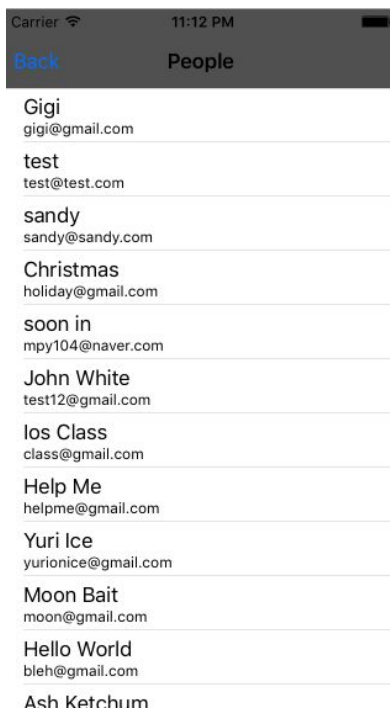 Carrier 11:12 PM
Back People
Gigi
gigi@gmail.com
test
test@test.com
sandy
sandy@sandy.com
Christmas
holiday@gmail.com
soon in
mpy104@naver.com
John White
test12@gmail.com
Ios Class
class@gmail.com
Help Me
helpme@gmail.com
Yuri Ice
yurionice@gmail.com
Moon Bait
moon@gmail.com
Hello World
bleh@gmail.com
Ash Ketchum